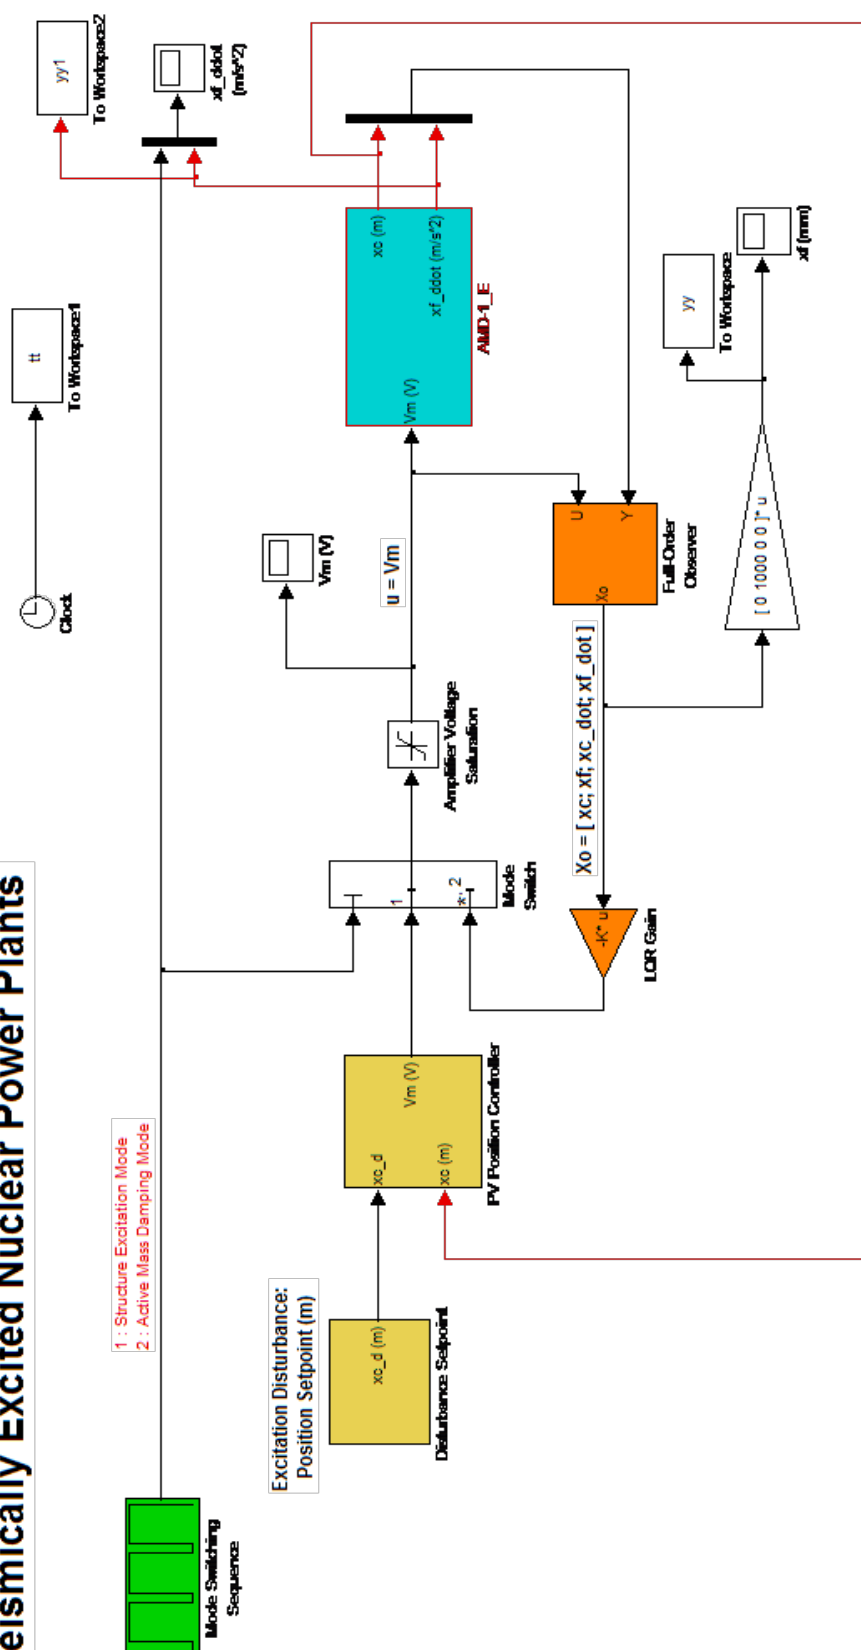 eismically Excited Nuclear Power Plants
Clock
tt
To Workspace1
yy1
To Workspace2
xf_ddot
(m/s^2)
Mode Switching
Sequence
1 : Structure Excitation Mode
2 : Active Mass Damping Mode
Excitation Disturbance:
Position Setpoint (m)
xc_d (m)
Disturbance Setpoint
xc_d
xc (m)
Vm (V)
PV Position Controller
1
*, 2
Mode
Switch
Amplifier Voltage
Saturation
Vm (V)
u = Vm
Vm (V)
xc (m)
xf_ddot (m/s^2)
AMD-1_E
U
Y
Xo
Full-Order
Observer
Xo = [ xc; xf; xc_dot; xf_dot ]
-K* u
LQR Gain
[ 0 1000 0 0 ]* u
yy
To Workspace
xf (mm)